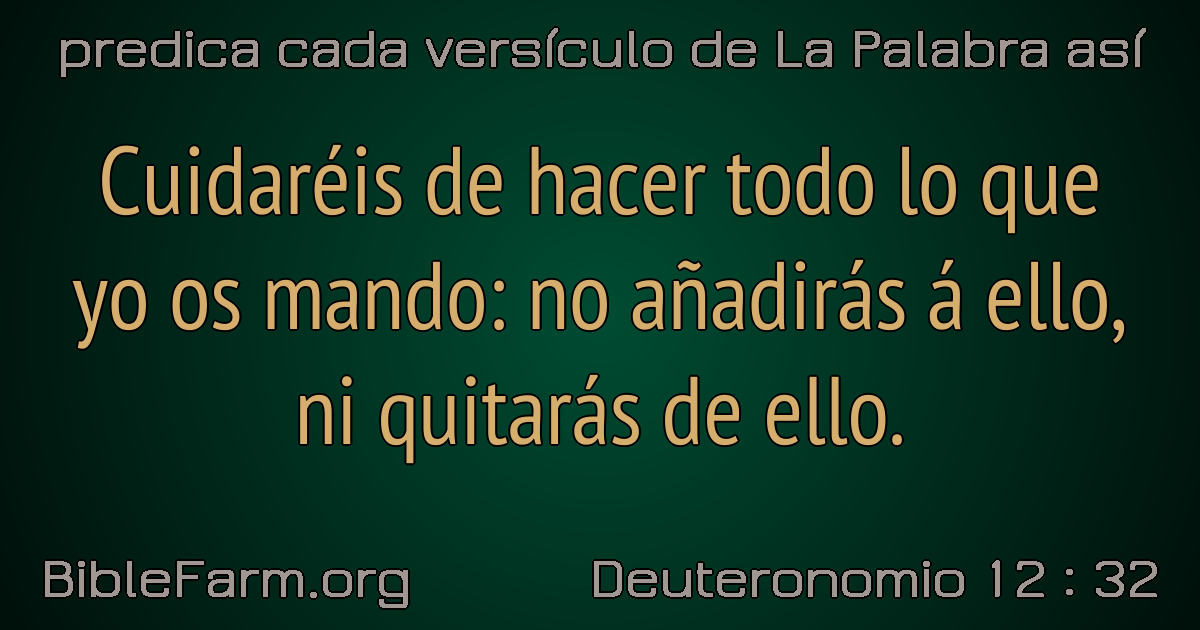 predica cada versículo de La Palabra así
Cuidaréis de hacer todo lo que
yo os mando: no añadirás á ello,
ni quitarás de ello.
BibleFarm.org
Deuteronomio 12 : 32